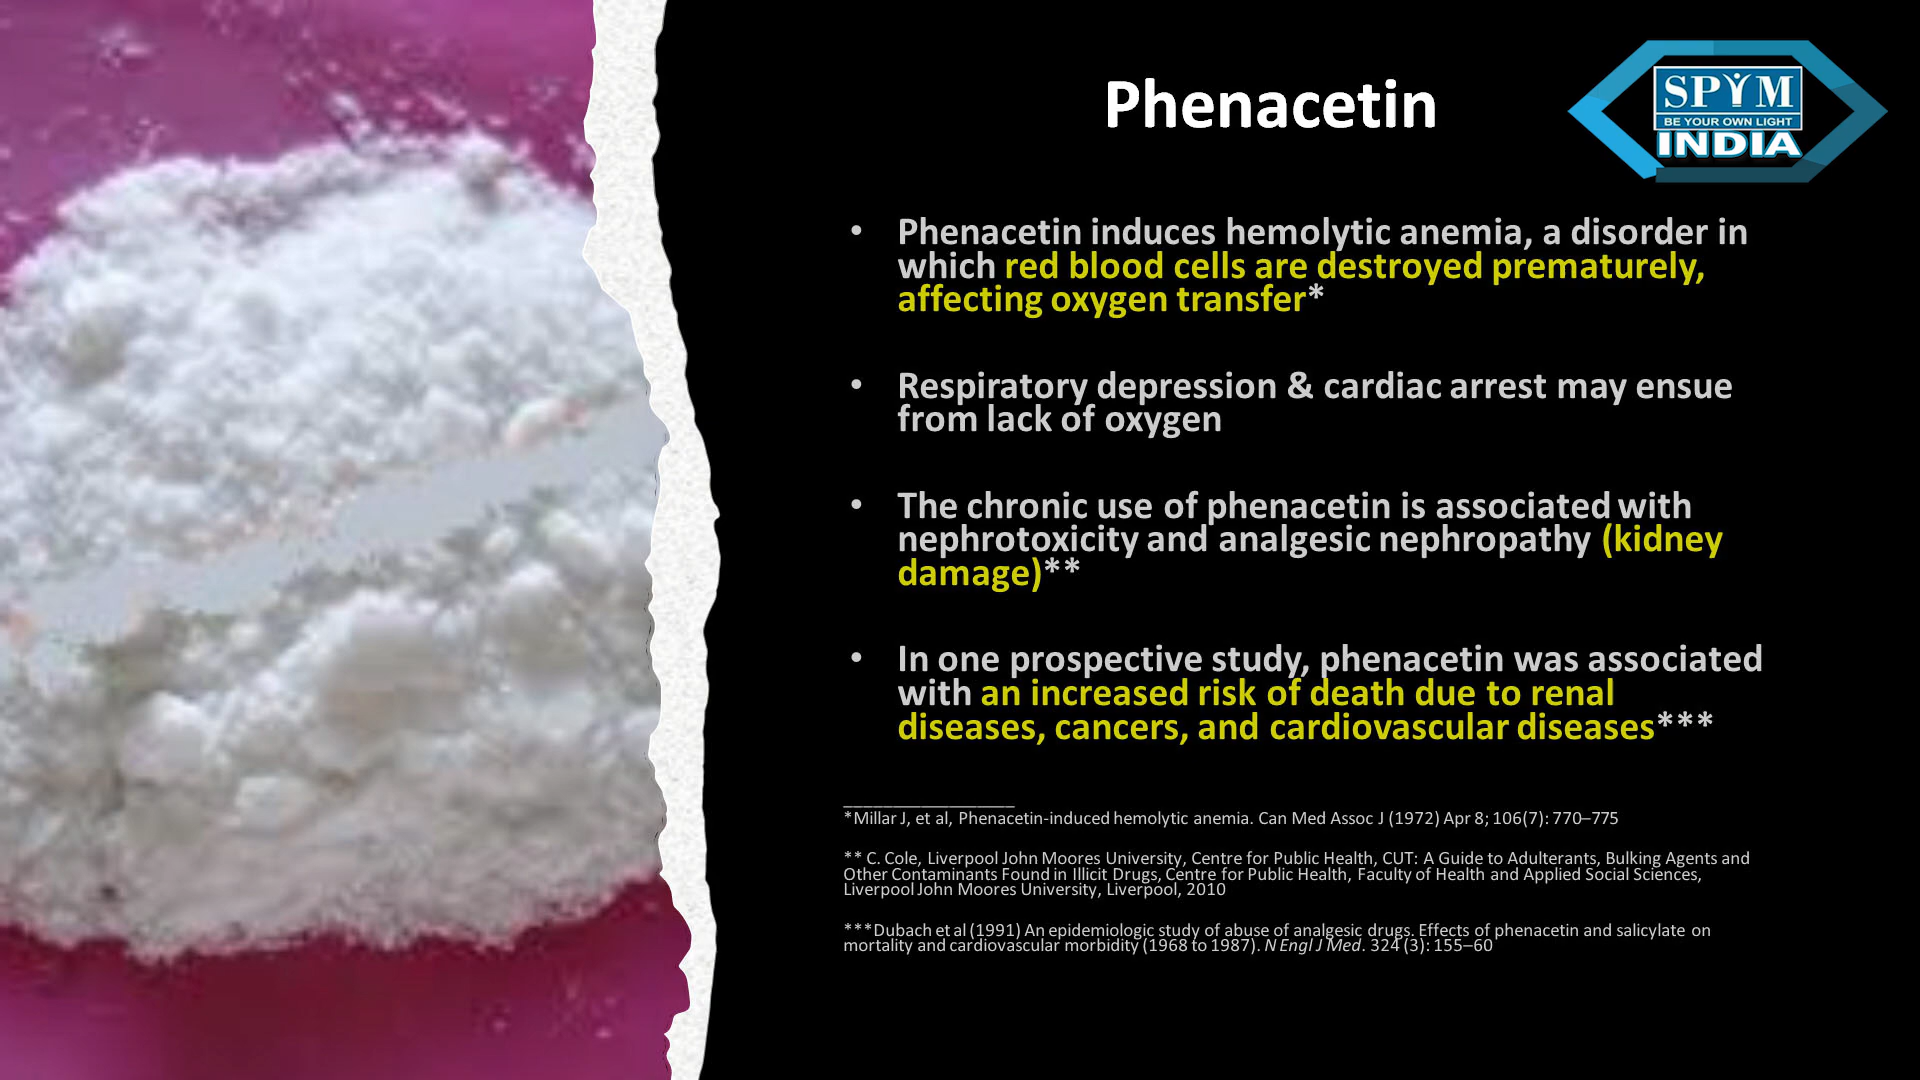 Phenacetin
SPYM
BE YOUR OWN LIGHT
INDIA
• Phenacetin induces hemolytic anemia, a disorder in
which red blood cells are destroyed prematurely,
affecting oxygen transfer*
• Respiratory depression & cardiac arrest may ensue
from lack of oxygen
• The chronic use of phenacetin is associated with
nephrotoxicity and analgesic nephropathy (kidney
damage)**
• In one prospective study, phenacetin was associated
with an increased risk of death due to renal
diseases, cancers, and cardiovascular diseases***
__________________
*Millar J, et al, Phenacetin-induced hemolytic anemia. Can Med Assoc J (1972) Apr 8; 106(7): 770–775
** C. Cole, Liverpool John Moores University, Centre for Public Health, CUT: A Guide to Adulterants, Bulking Agents and
Other Contaminants Found in Illicit Drugs, Centre for Public Health, Faculty of Health and Applied Social Sciences,
Liverpool John Moores University, Liverpool, 2010
***Dubach et al (1991) An epidemiologic study of abuse of analgesic drugs. Effects of phenacetin and salicylate on
mortality and cardiovascular morbidity (1968 to 1987). N Engl J Med. 324 (3): 155–60